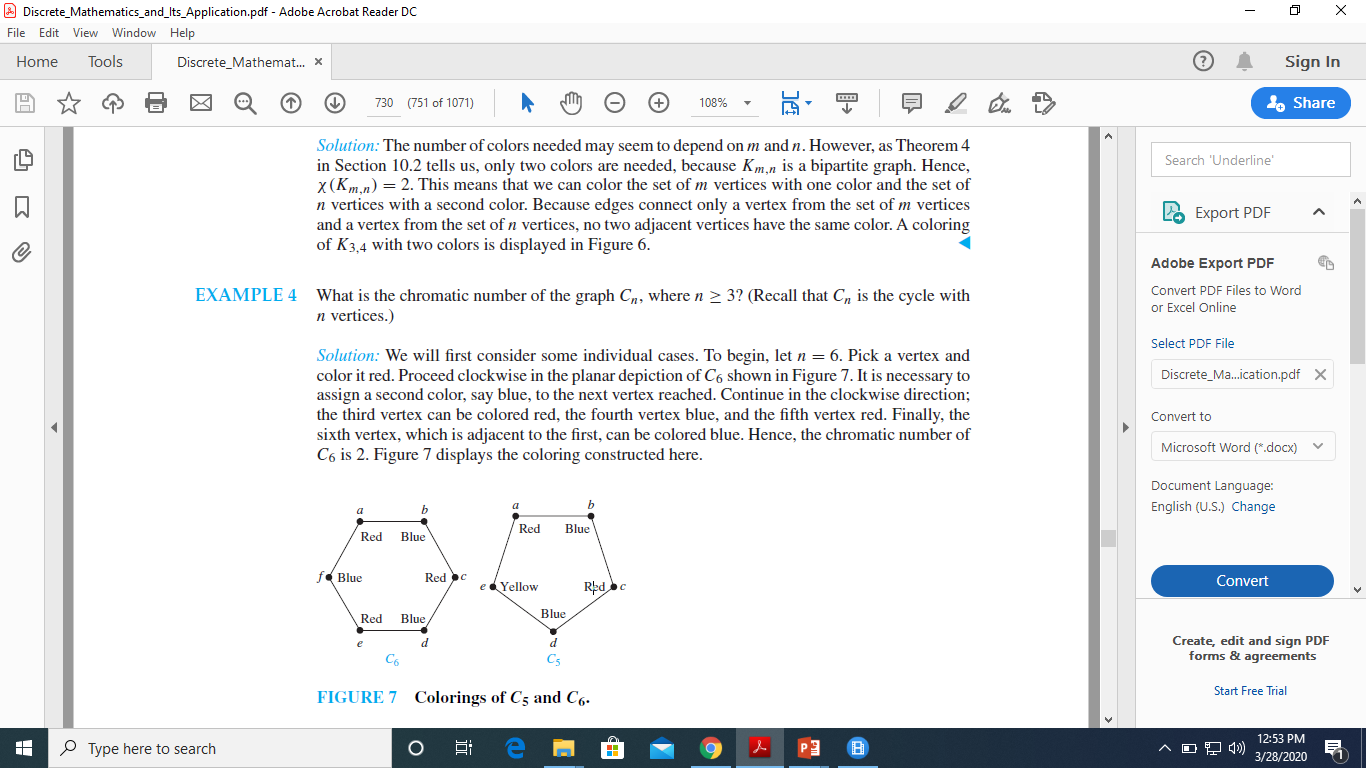 Discrete_Mathematics_and_Its_Application.pdf - Adobe Acrobat Reader DC
File Edit View Window Help
Home Tools Discrete_Mathemat... × ? Sign In
730 (751 of 1071) 108% Share
Solution: The number of colors needed may seem to depend on m and n. However, as Theorem 4
in Section 10.2 tells us, only two colors are needed, because Km,n is a bipartite graph. Hence,
χ(Km,n) = 2. This means that we can color the set of m vertices with one color and the set of
n vertices with a second color. Because edges connect only a vertex from the set of m vertices
and a vertex from the set of n vertices, no two adjacent vertices have the same color. A coloring
of K3,4 with two colors is displayed in Figure 6.
EXAMPLE 4 What is the chromatic number of the graph Cn, where n ≥ 3? (Recall that Cn is the cycle with
n vertices.)
Solution: We will first consider some individual cases. To begin, let n = 6. Pick a vertex and
color it red. Proceed clockwise in the planar depiction of C6 shown in Figure 7. It is necessary to
assign a second color, say blue, to the next vertex reached. Continue in the clockwise direction;
the third vertex can be colored red, the fourth vertex blue, and the fifth vertex red. Finally, the
sixth vertex, which is adjacent to the first, can be colored blue. Hence, the chromatic number of
C6 is 2. Figure 7 displays the coloring constructed here.
a b
Red Blue
f Blue Red c
Red Blue
e d
C6
a b
Red Blue
e Yellow Red c
Blue
d
C5
FIGURE 7 Colorings of C5 and C6.
Search 'Underline'
Export PDF
Adobe Export PDF
Convert PDF Files to Word
or Excel Online
Select PDF File
Discrete_Ma...ication.pdf
Convert to
Microsoft Word (*.docx)
Document Language:
English (U.S.) Change
Convert
Create, edit and sign PDF
forms & agreements
Start Free Trial
Type here to search
12:53 PM
3/28/2020
1